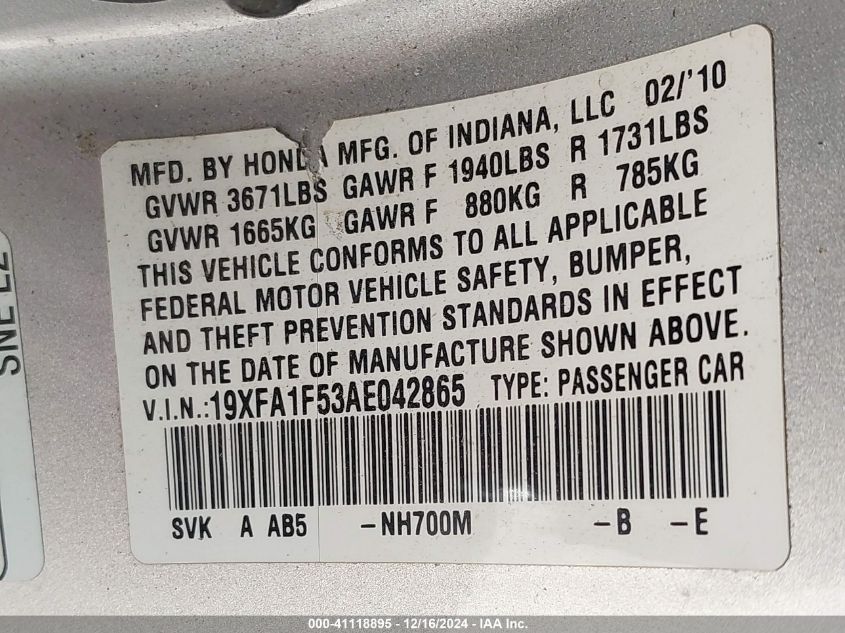 MFD. BY HONDA MFG. OF INDIANA, LLC 02/'10
GVWR 3671LBS GAWR F 1940LBS R 1731LBS
GVWR 1665KG GAWR F 880KG R 785KG
THIS VEHICLE CONFORMS TO ALL APPLICABLE
FEDERAL MOTOR VEHICLE SAFETY, BUMPER,
AND THEFT PREVENTION STANDARDS IN EFFECT
ON THE DATE OF MANUFACTURE SHOWN ABOVE.
V.I.N.:19XFA1F53AE042865 TYPE: PASSENGER CAR
SVK A AB5 -NH700M -B -E
SNE L2
000-41118895 - 12/16/2024 - IAA Inc.